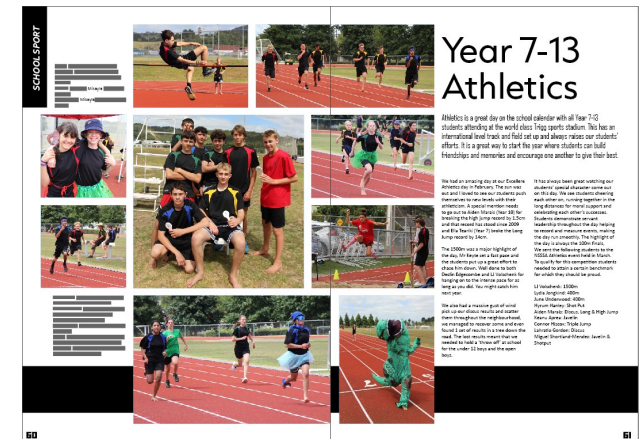 SCHOOL SPORT
Mikayla
Mikayla
Year 7-13
Athletics
Athletics is a great day on the school calendar with all Year 7-13
students attending at the world class Trigg sports stadium. This has an
international level track and field set up and always raises our students'
efforts. It is a great way to start the year where students can build
friendships and memories and encourage one another to give their best.
We had an amazing day at our Excellere
Athletics day in February. The sun was
out and I loved to see our students push
themselves to new levels with their
athleticism. A special mention needs
to go out to Aiden Marais (Year 10) for
breaking the high jump record by 1.5cm
and that record has stood since 2009
and Ella Tsoriki (Year 7) broke the Long
Jump record by 14cm.
The 1500m was a major highlight of
the day, Mr Keyte set a fast pace and
the students put up a great effort to
chase him down. Well done to both
Devlin Edgecombe and LJ Volschenk for
hanging on to the intense pace for as
long as you did. You might catch him
next year.
We also had a massive gust of wind
pick up our discus results and scatter
them throughout the neighbourhood,
we managed to recover some and even
found 1 set of results in a tree down the
road. The lost results meant that we
needed to hold a 'throw off' at school
for the under 12 boys and the open
boys.
It has always been great watching our
students' special character come out
on this day. We see students cheering
each other on, running together in the
long distances for moral support and
celebrating each other's successes.
Students demonstrate servant
leadership throughout the day helping
to record and measure events, making
the day run smoothly. The highlight of
the day is always the 100m finals.
We sent the following students to the
NSSSA Athletics event held in March.
To qualify for this competition students
needed to attain a certain benchmark
for which they should be proud.
LJ Volschenk: 1500m
Lydia Jongkind: 400m
June Underwood: 400m
Hyrum Hanley: Shot Put
Aiden Marais: Discus, Long & High Jump
Keanu Apres: Javelin
Connor Hissac: Triple Jump
Lahrista Gordon: Discus
Miguel Shortland-Mendes: Javelin &
Shotput
60
61